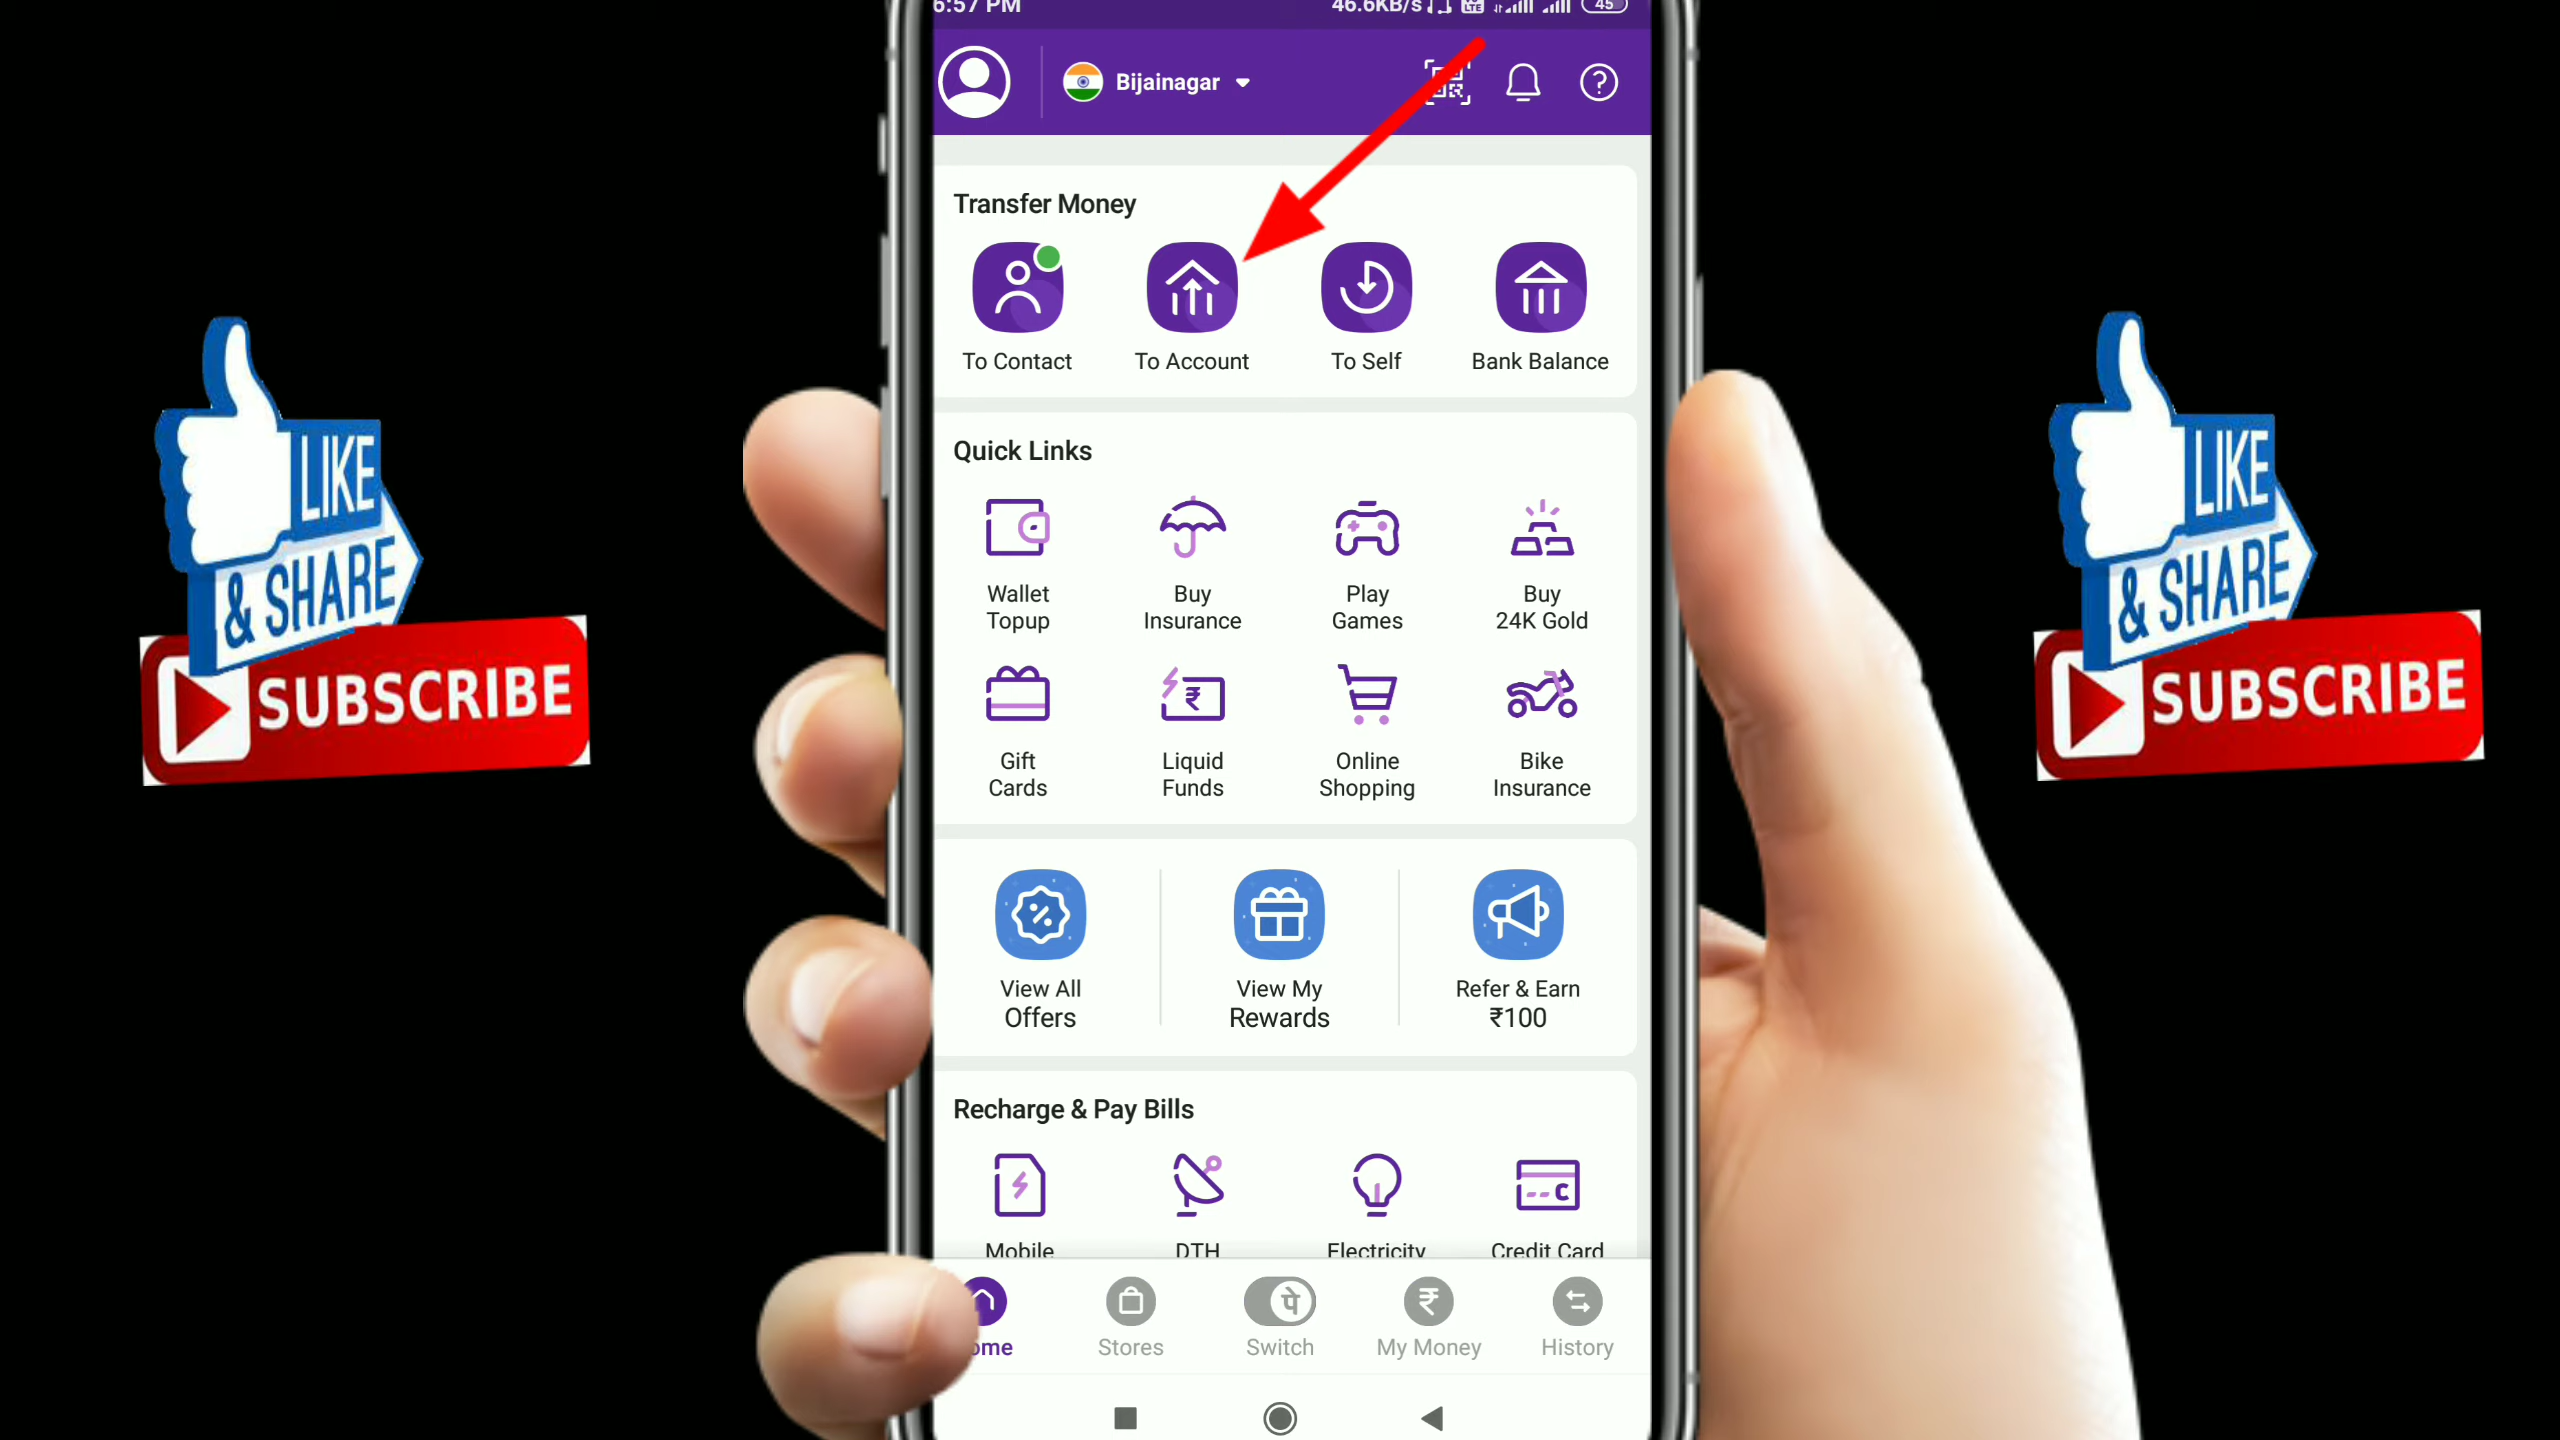 6:57 PM
46.6KB/s
45
Bijainagar
Transfer Money
To Contact
To Account
To Self
Bank Balance
Quick Links
Wallet
Topup
Buy
Insurance
Play
Games
Buy
24K Gold
Gift
Cards
₹
Liquid
Funds
Online
Shopping
Bike
Insurance
View All
Offers
View My
Rewards
Refer & Earn
₹100
Recharge & Pay Bills
C
Mobile
DTH
Electricity
Credit Card
पे
₹
ome
Stores
Switch
My Money
History
LIKE
& SHARE
SUBSCRIBE
LIKE
& SHARE
SUBSCRIBE